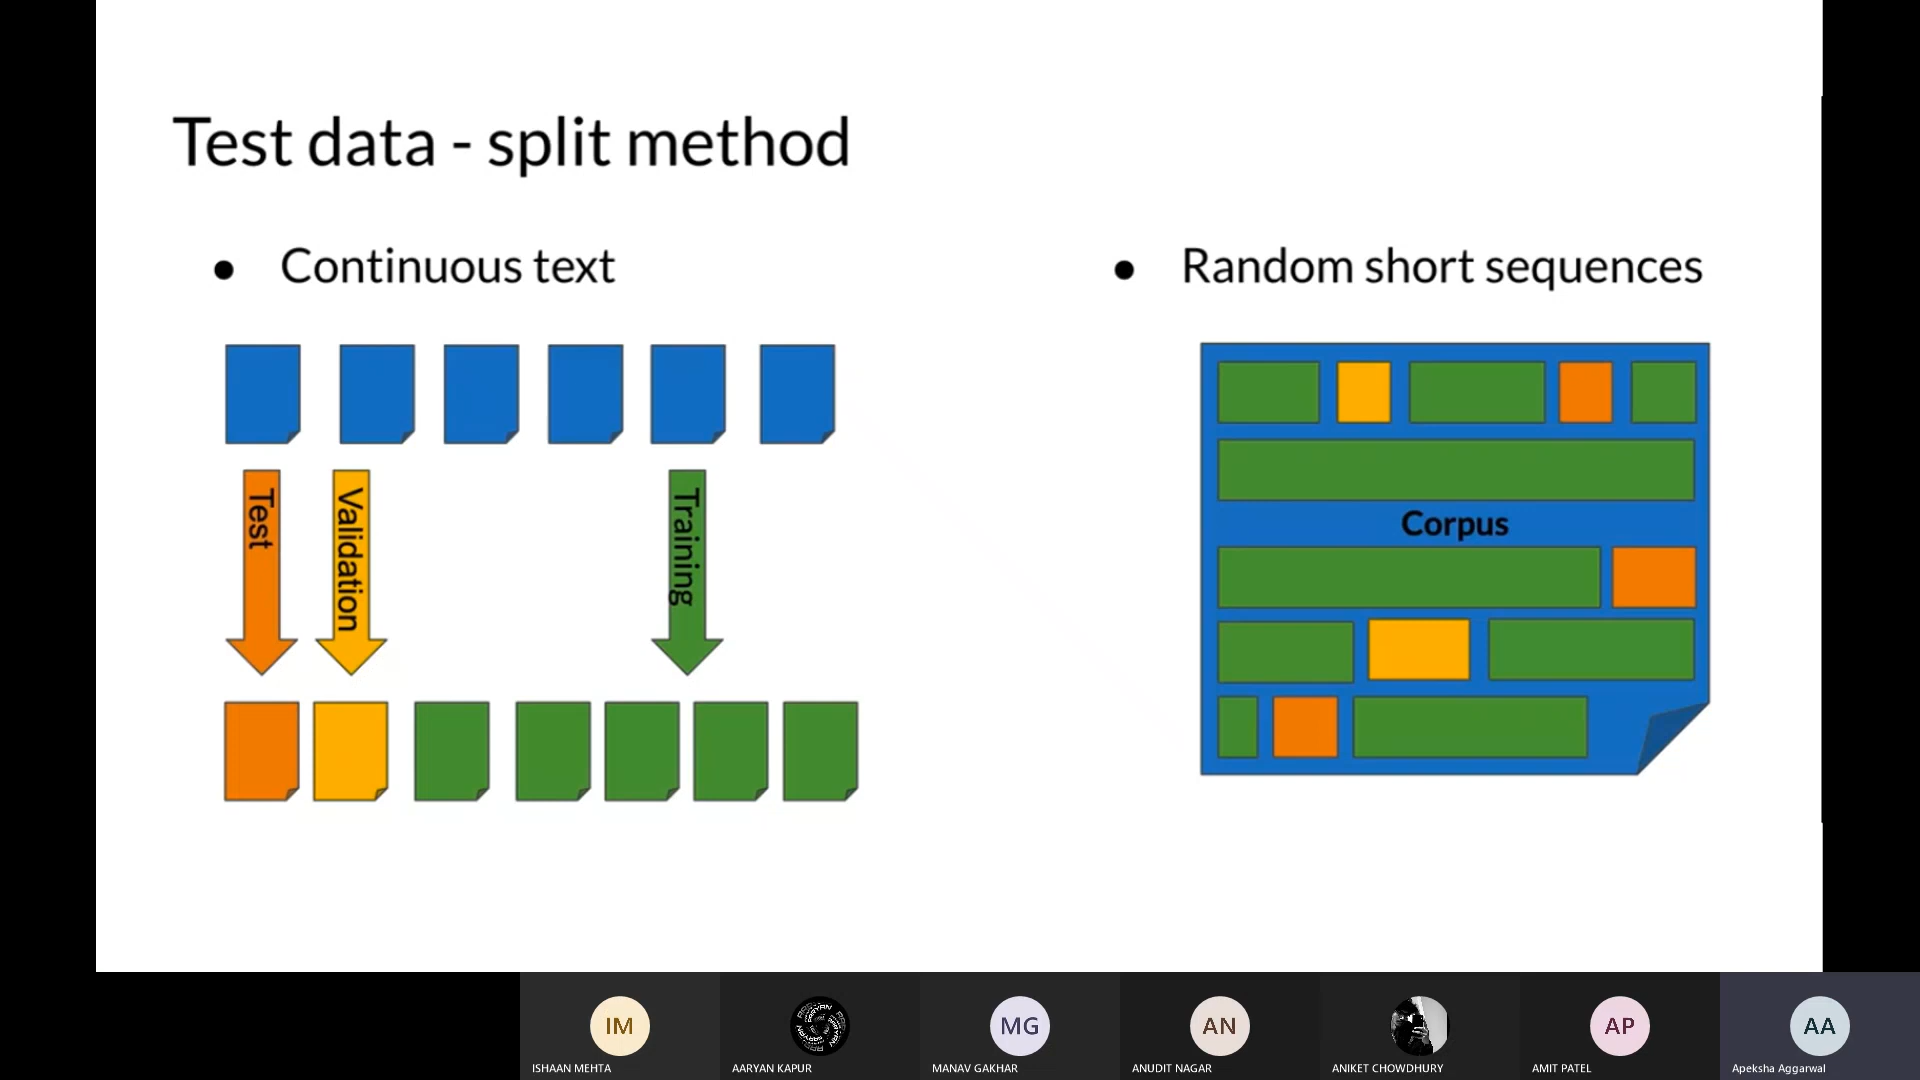 Test data - split method
● Continuous text
● Random short sequences
Test
Validation
Training
Corpus
IM
MG
AN
AP
AA
ISHAAN MEHTA
AARYAN KAPUR
MANAV GAKHAR
ANUDIT NAGAR
ANIKET CHOWDHURY
AMIT PATEL
Apeksha Aggarwal